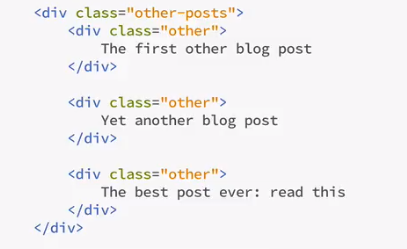 <div class="other-posts">
<div class="other">
The first other blog post
</div>
<div class="other">
Yet another blog post
</div>
<div class="other">
The best post ever: read this
</div>
</div>